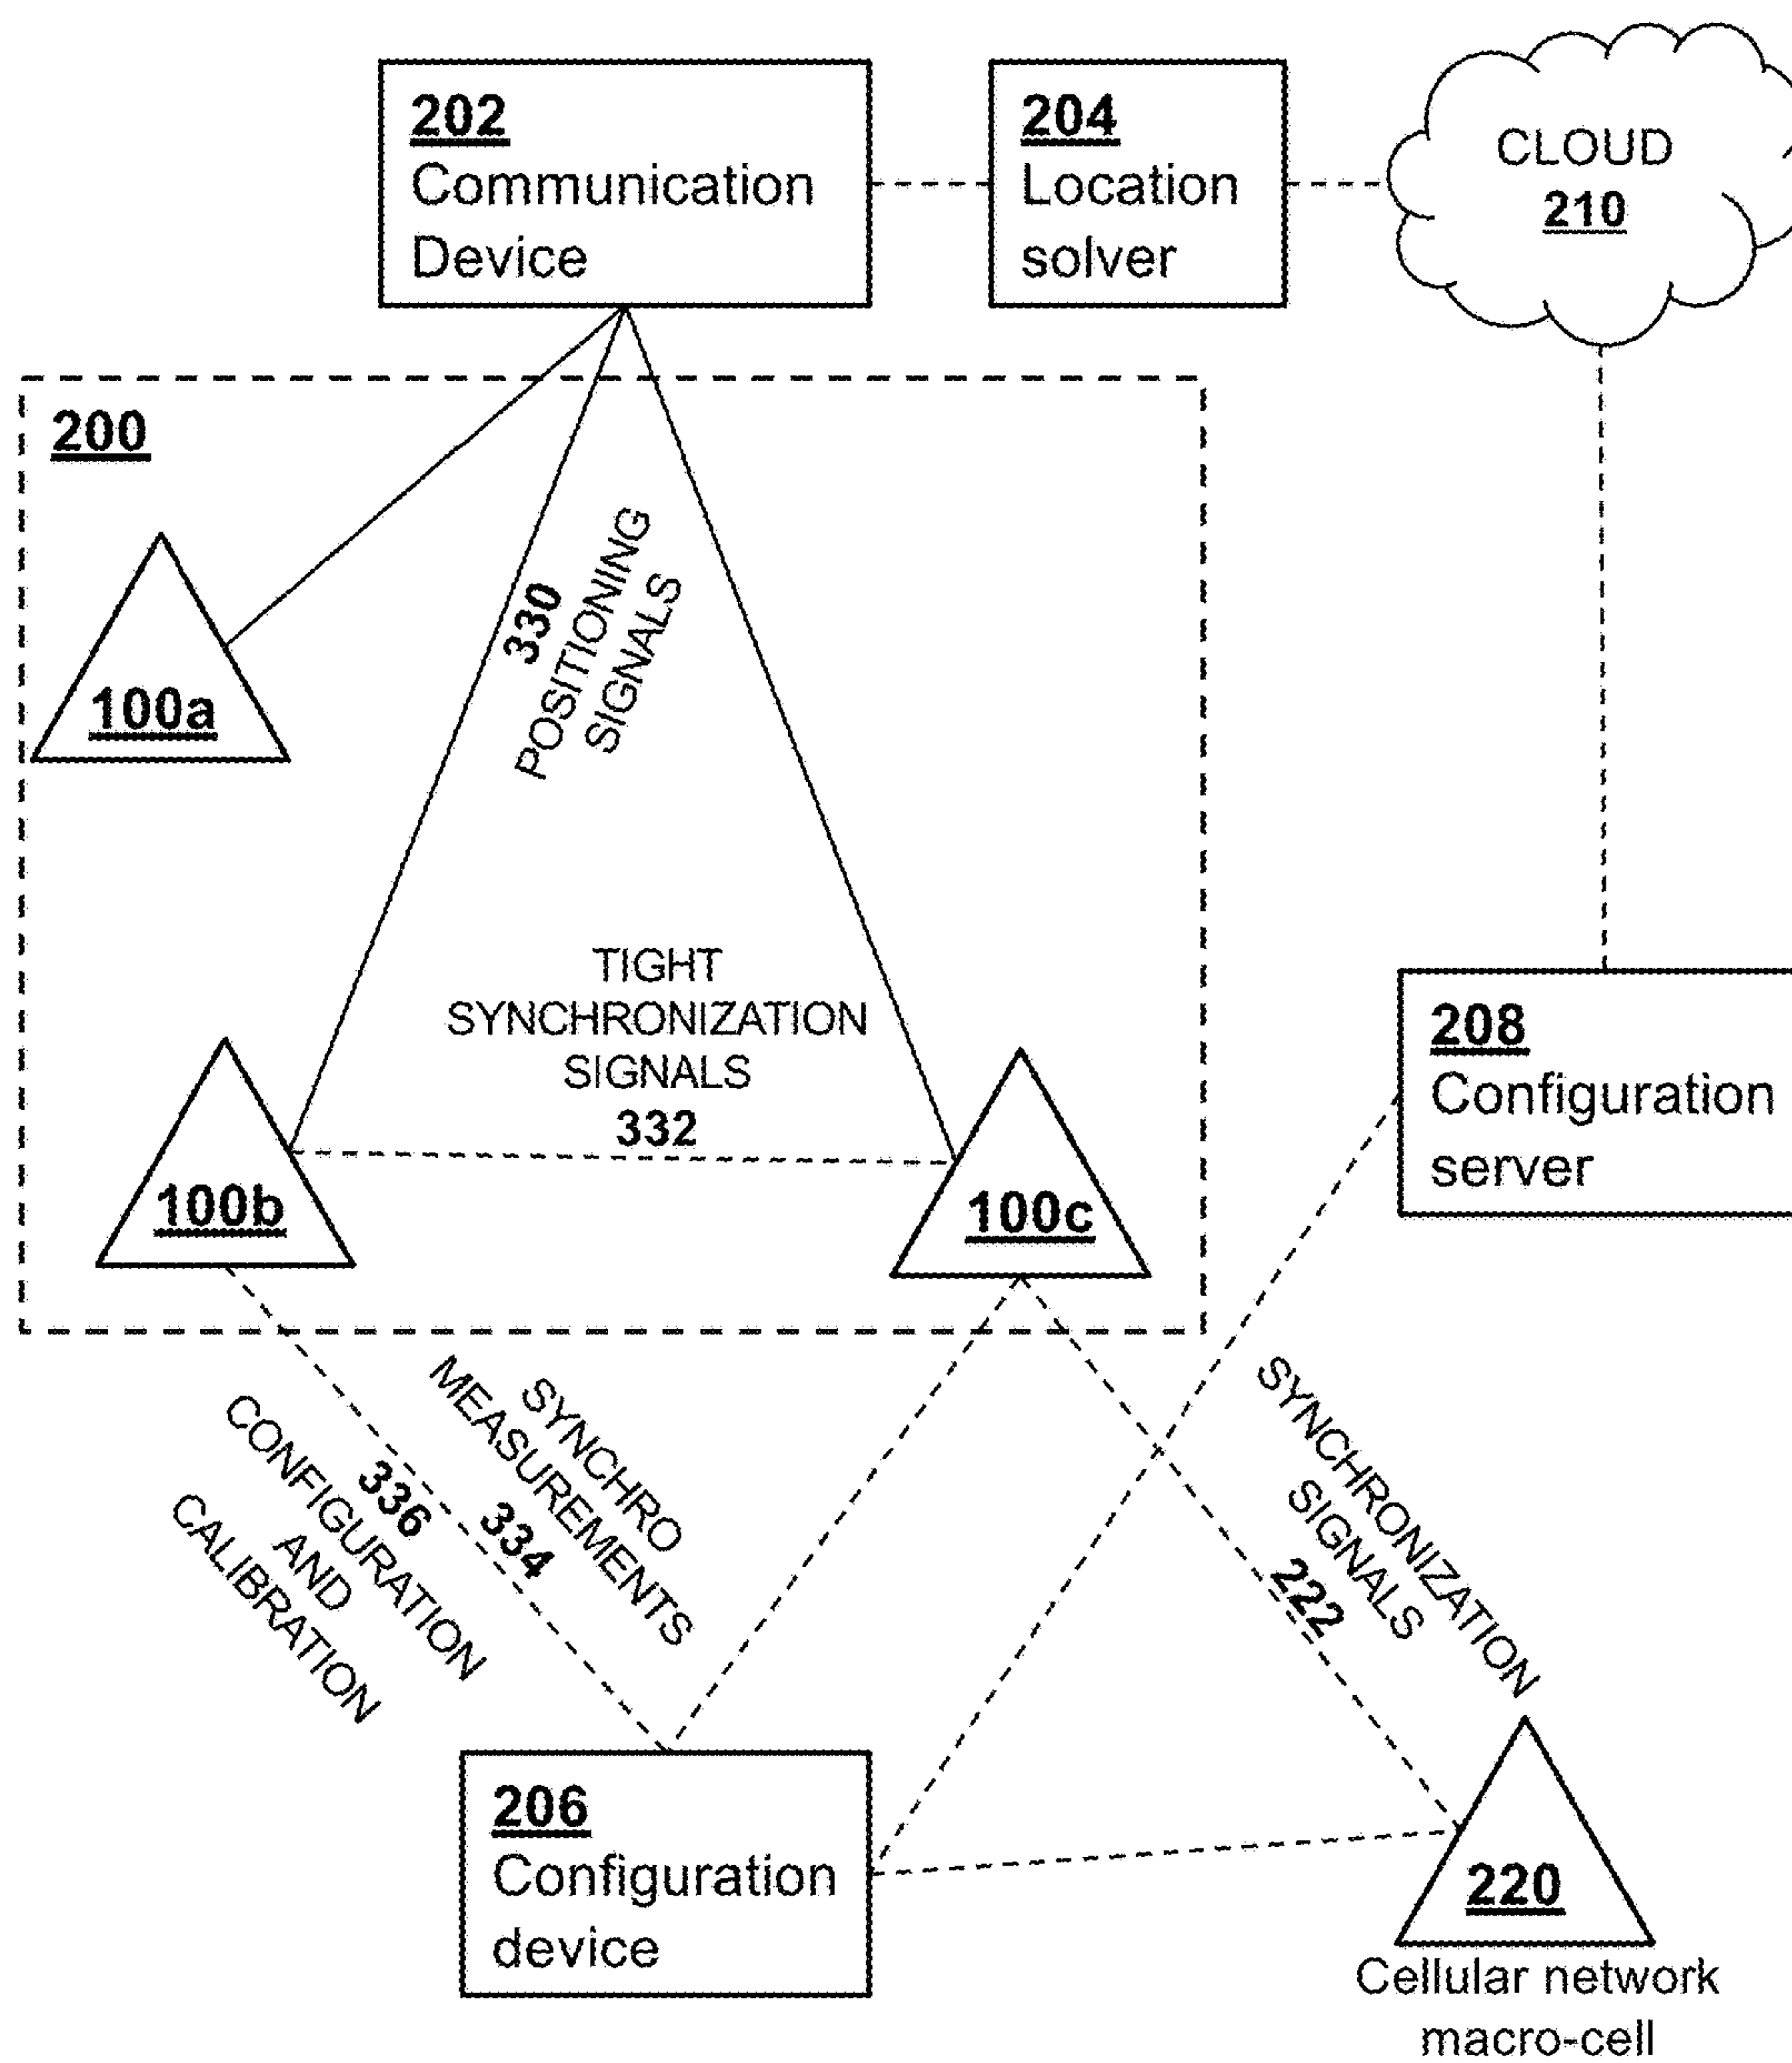 202
Communication
Device
204
Location
solver
CLOUD
210
200
100a
330
POSITIONING
SIGNALS
TIGHT
SYNCHRONIZATION
SIGNALS
332
100b
100c
208
Configuration
server
SYNCHRO
MEASUREMENTS
334
336
CONFIGURATION
AND
CALIBRATION
SYNCHRONIZATION
SIGNALS
222
206
Configuration
device
220
Cellular network
macro-cell